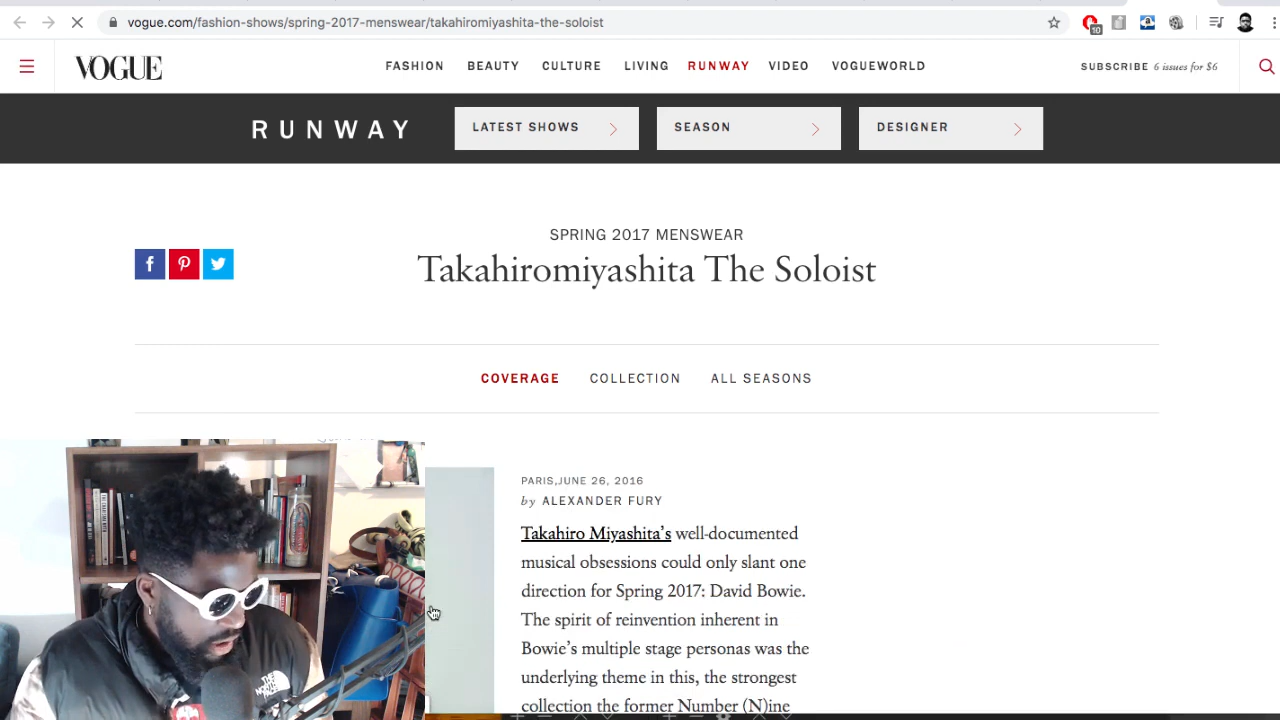 vogue.com/fashion-shows/spring-2017-menswear/takahiromiyashita-the-soloist
10
VOGUE
FASHION BEAUTY CULTURE LIVING RUNWAY VIDEO VOGUEWORLD
SUBSCRIBE 6 issues for $6
RUNWAY
LATEST SHOWS SEASON DESIGNER
SPRING 2017 MENSWEAR
Takahiromiyashita The Soloist
COVERAGE COLLECTION ALL SEASONS
PARIS,JUNE 26, 2016
by ALEXANDER FURY
Takahiro Miyashita's well-documented
musical obsessions could only slant one
direction for Spring 2017: David Bowie.
The spirit of reinvention inherent in
Bowie's multiple stage personas was the
underlying theme in this, the strongest
collection the former Number (N)ine
THE NORTH FACE